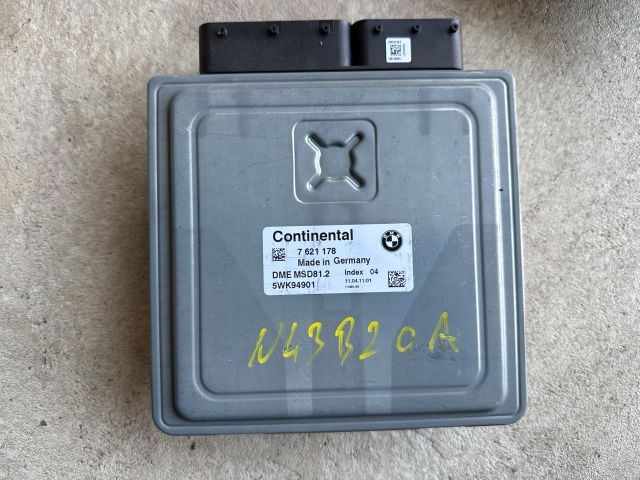 Continental
7 621 178
Made in Germany
DME MSD81.2 Index 04
5WK94901 11.04.11:01
N43B20A